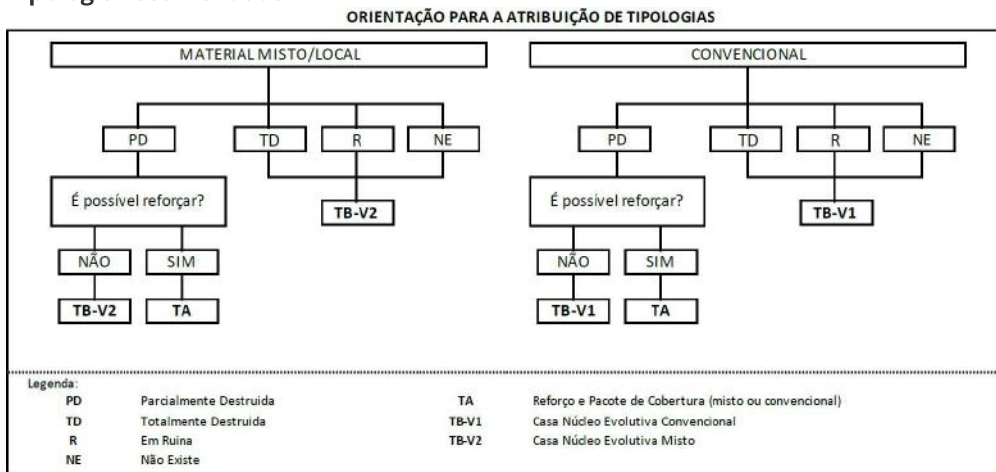 ORIENTAÇÃO PARA A ATRIBUIÇÃO DE TIPOLOGIAS
MATERIAL MISTO/LOCAL
PD TD R NE
É possível reforçar?
TB-V2
NÃO SIM
TB-V2 TA
CONVENCIONAL
PD TD R NE
É possível reforçar?
TB-V1
NÃO SIM
TB-V1 TA
Legenda:
PD Parcialmente Destruida
TD Totalmente Destruida
R Em Ruina
NE Não Existe
TA Reforço e Pacote de Cobertura (misto ou convencional)
TB-V1 Casa Núcleo Evolutiva Convencional
TB-V2 Casa Núcleo Evolutiva Misto